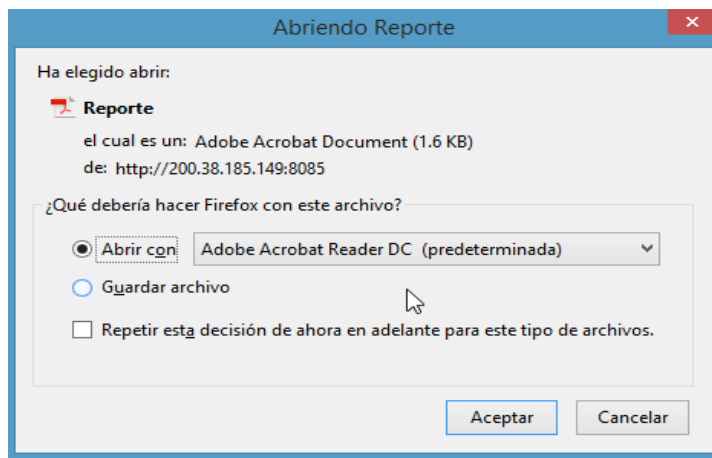 Abriendo Reporte
Ha elegido abrir:
Reporte
el cual es un: Adobe Acrobat Document (1.6 KB)
de: http://200.38.185.149:8085
¿Qué debería hacer Firefox con este archivo?
Abrir con Adobe Acrobat Reader DC (predeterminada)
Guardar archivo
Repetir esta decisión de ahora en adelante para este tipo de archivos.
Aceptar Cancelar